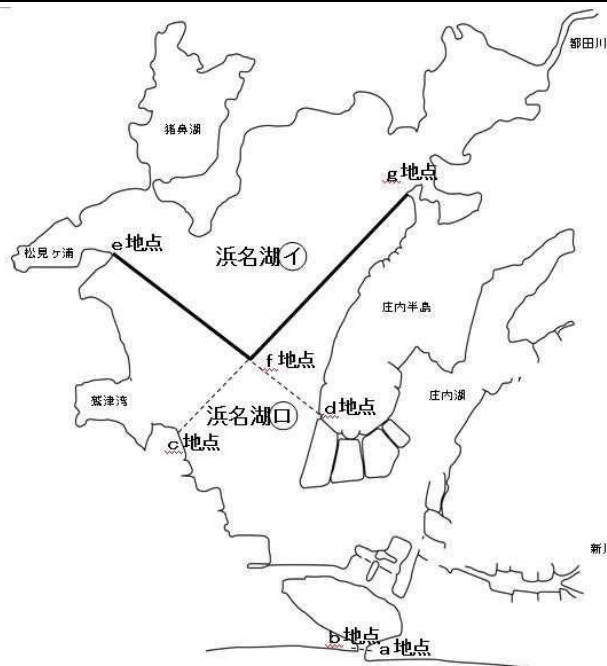 都田川
猪鼻湖
g地点
e地点
松見ヶ浦
浜名湖㋑
庄内半島
f地点
庄内湖
鷲津湾
浜名湖㋺
d地点
c地点
新川
b地点
a地点